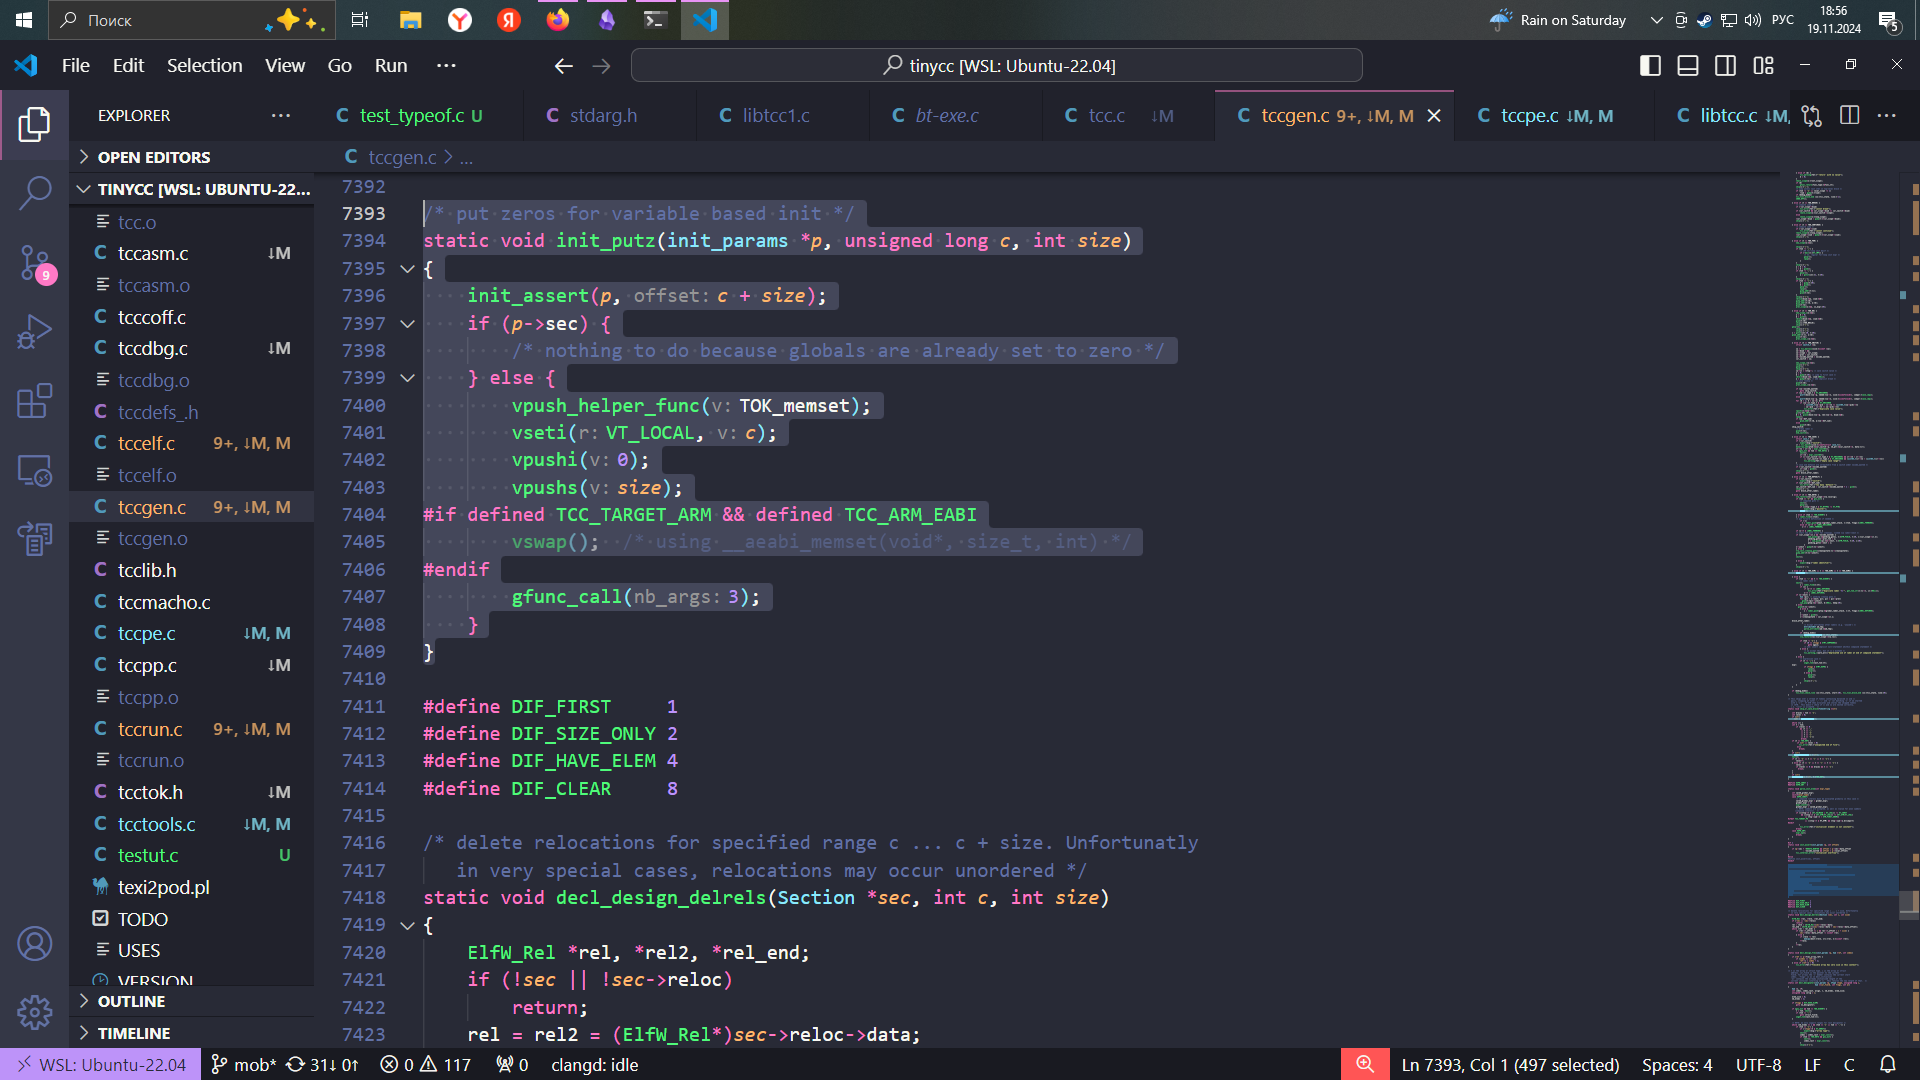 Поиск
Rain on Saturday
РУС
18:56
19.11.2024
5
File Edit Selection View Go Run
tinycc [WSL: Ubuntu-22.04]
EXPLORER
test_typeof.c U
stdarg.h
libtcc1.c
bt-exe.c
tcc.c ↓M
tccgen.c 9+, ↓M, M
tccpe.c ↓M, M
libtcc.c ↓M,
OPEN EDITORS
TINYCC [WSL: UBUNTU-22...
tcc.o
tccasm.c ↓M
tccasm.o
tcccoff.c
tccdbg.c ↓M
tccdbg.o
tccdefs_.h
tccelf.c 9+, ↓M, M
tccelf.o
tccgen.c 9+, ↓M, M
tccgen.o
tcclib.h
tccmacho.c
tccpe.c ↓M, M
tccpp.c ↓M
tccpp.o
tccrun.c 9+, ↓M, M
tccrun.o
tcctok.h ↓M
tcctools.c ↓M, M
testut.c U
texi2pod.pl
TODO
USES
VERSION
OUTLINE
TIMELINE
9
tccgen.c > ...
7392
7393 /* put zeros for variable based init */
7394 static void init_putz(init_params *p, unsigned long c, int size)
7395 {
7396 init_assert(p, offset: c + size);
7397 if (p->sec) {
7398 /* nothing to do because globals are already set to zero */
7399 } else {
7400 vpush_helper_func(v: TOK_memset);
7401 vseti(r: VT_LOCAL, v: c);
7402 vpushi(v: 0);
7403 vpushs(v: size);
7404 #if defined TCC_TARGET_ARM && defined TCC_ARM_EABI
7405 vswap(); /* using __aeabi_memset(void*, size_t, int) */
7406 #endif
7407 gfunc_call(nb_args: 3);
7408 }
7409 }
7410
7411 #define DIF_FIRST 1
7412 #define DIF_SIZE_ONLY 2
7413 #define DIF_HAVE_ELEM 4
7414 #define DIF_CLEAR 8
7415
7416 /* delete relocations for specified range c ... c + size. Unfortunatly
7417 in very special cases, relocations may occur unordered */
7418 static void decl_design_delrels(Section *sec, int c, int size)
7419 {
7420 ElfW_Rel *rel, *rel2, *rel_end;
7421 if (!sec || !sec->reloc)
7422 return;
7423 rel = rel2 = (ElfW_Rel*)sec->reloc->data;
WSL: Ubuntu-22.04 mob* 31↓ 0↑ 0 117 0 clangd: idle
Ln 7393, Col 1 (497 selected) Spaces: 4 UTF-8 LF C